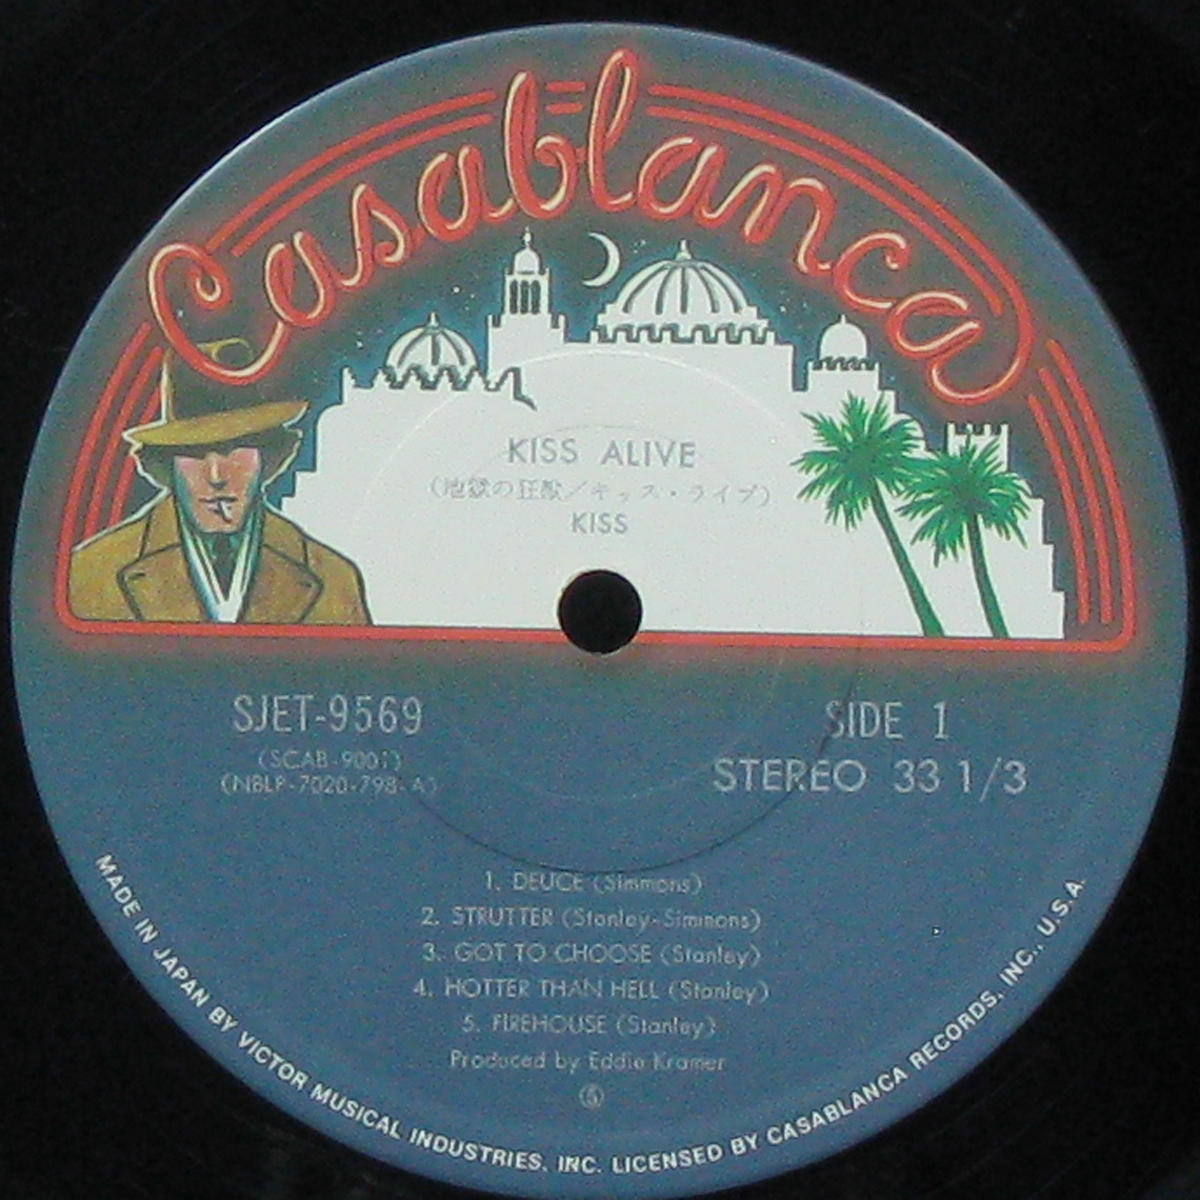 Casablanca
KISS ALIVE
(地獄の狂獣／キッス・ライブ)
KISS
SJET-9569
(SCAB-9001)
(NBLP-7020-798-A)
SIDE 1
STEREO 33 1/3
1. DEUCE (Simmons)
2. STRUTTER (Stanley-Simmons)
3. GOT TO CHOOSE (Stanley)
4. HOTTER THAN HELL (Stanley)
5. FIREHOUSE (Stanley)
Produced by Eddie Kramer
MADE IN JAPAN BY VICTOR MUSICAL INDUSTRIES, INC. LICENSED BY CASABLANCA RECORDS, INC., U.S.A.